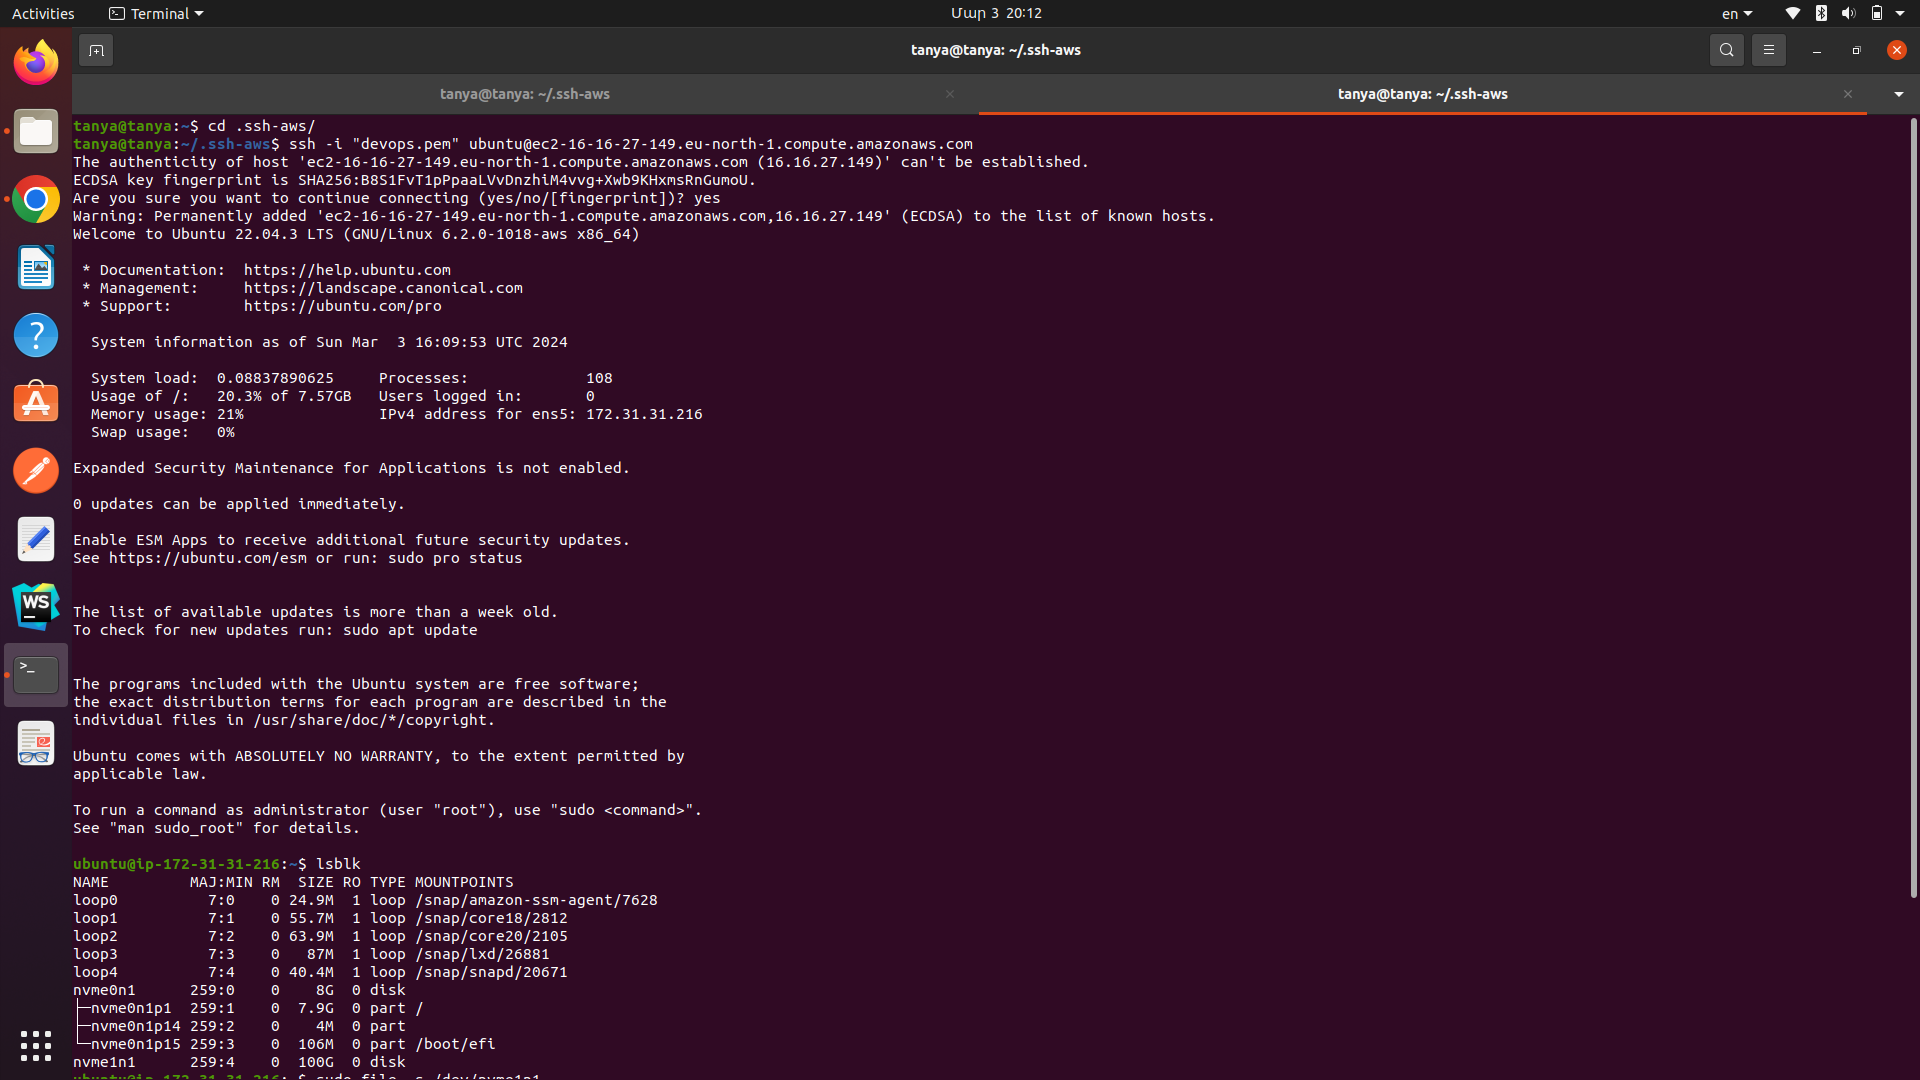 Activities
Terminal
Մար 3  20:12
en
tanya@tanya: ~/.ssh-aws
tanya@tanya: ~/.ssh-aws
tanya@tanya: ~/.ssh-aws
tanya@tanya:~$ cd .ssh-aws/
tanya@tanya:~/.ssh-aws$ ssh -i "devops.pem" ubuntu@ec2-16-16-27-149.eu-north-1.compute.amazonaws.com
The authenticity of host 'ec2-16-16-27-149.eu-north-1.compute.amazonaws.com (16.16.27.149)' can't be established.
ECDSA key fingerprint is SHA256:B8S1FvT1pPpaaLVvDnzhiM4vvg+Xwb9KHxmsRnGumoU.
Are you sure you want to continue connecting (yes/no/[fingerprint])? yes
Warning: Permanently added 'ec2-16-16-27-149.eu-north-1.compute.amazonaws.com,16.16.27.149' (ECDSA) to the list of known hosts.
Welcome to Ubuntu 22.04.3 LTS (GNU/Linux 6.2.0-1018-aws x86_64)
 * Documentation:  https://help.ubuntu.com
 * Management:     https://landscape.canonical.com
 * Support:        https://ubuntu.com/pro
  System information as of Sun Mar  3 16:09:53 UTC 2024
  System load:  0.08837890625     Processes:             108
  Usage of /:   20.3% of 7.57GB   Users logged in:       0
  Memory usage: 21%               IPv4 address for ens5: 172.31.31.216
  Swap usage:   0%
Expanded Security Maintenance for Applications is not enabled.
0 updates can be applied immediately.
Enable ESM Apps to receive additional future security updates.
See https://ubuntu.com/esm or run: sudo pro status
The list of available updates is more than a week old.
To check for new updates run: sudo apt update
The programs included with the Ubuntu system are free software;
the exact distribution terms for each program are described in the
individual files in /usr/share/doc/*/copyright.
Ubuntu comes with ABSOLUTELY NO WARRANTY, to the extent permitted by
applicable law.
To run a command as administrator (user "root"), use "sudo <command>".
See "man sudo_root" for details.
ubuntu@ip-172-31-31-216:~$ lsblk
NAME         MAJ:MIN RM  SIZE RO TYPE MOUNTPOINTS
loop0          7:0    0 24.9M  1 loop /snap/amazon-ssm-agent/7628
loop1          7:1    0 55.7M  1 loop /snap/core18/2812
loop2          7:2    0 63.9M  1 loop /snap/core20/2105
loop3          7:3    0   87M  1 loop /snap/lxd/26881
loop4          7:4    0 40.4M  1 loop /snap/snapd/20671
nvme0n1      259:0    0    8G  0 disk
├─nvme0n1p1  259:1    0  7.9G  0 part /
├─nvme0n1p14 259:2    0    4M  0 part
└─nvme0n1p15 259:3    0  106M  0 part /boot/efi
nvme1n1      259:4    0  100G  0 disk
ubuntu@ip-172-31-31-216:~$ sudo file -s /dev/nvme1n1
WS